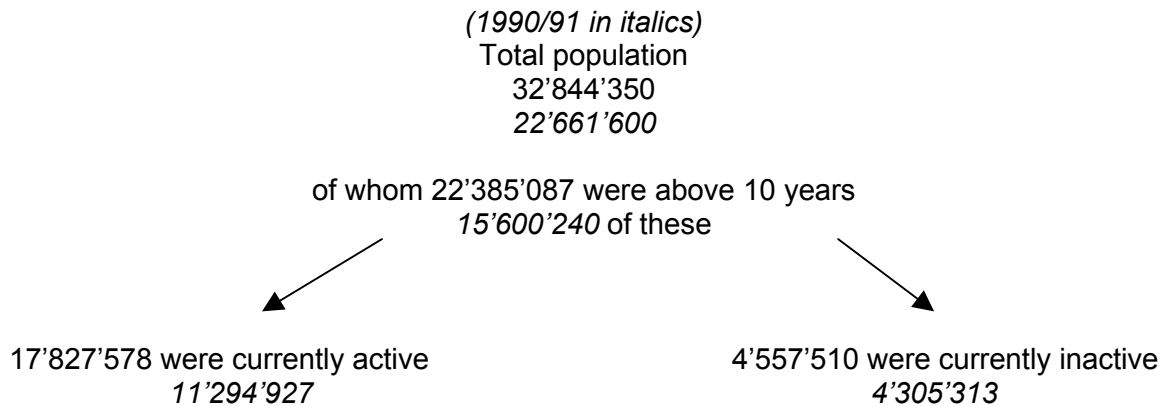 (1990/91 in italics)
Total population
32’844’350
22’661’600
of whom 22’385’087 were above 10 years
15’600’240 of these
17’827’578 were currently active
11’294’927
4’557’510 were currently inactive
4’305’313